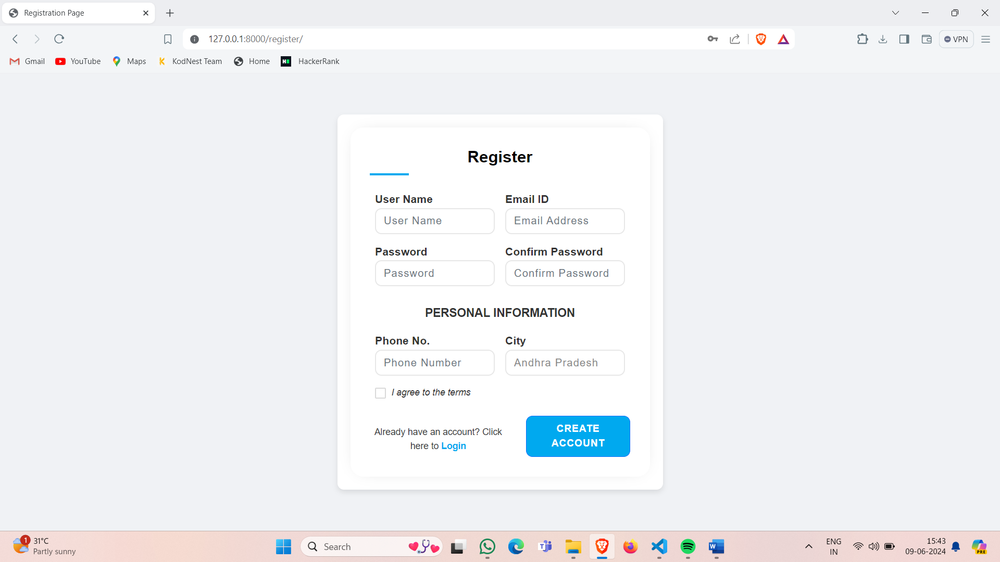 Registration Page
127.0.0.1:8000/register/
VPN
Gmail YouTube Maps KodNest Team Home HackerRank
Register
User Name Email ID
User Name Email Address
Password Confirm Password
Password Confirm Password
PERSONAL INFORMATION
Phone No. City
Phone Number Andhra Pradesh
I agree to the terms
Already have an account? Click
here to Login
CREATE
ACCOUNT
1
31°C
Partly sunny
Search
ENG
IN
15:43
09-06-2024
PRE